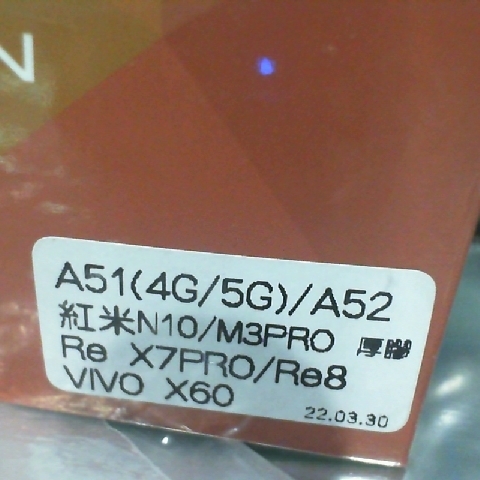 N
A51(4G/5G)/A52
紅米N10/M3PRO 厚膠
Re X7PRO/Re8
VIVO X60
22.03.30